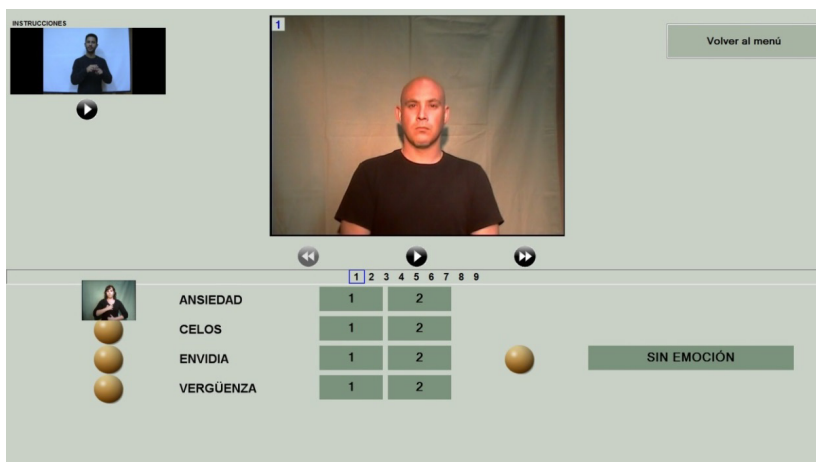 INSTRUCCIONES
1
Volver al menú
1 2 3 4 5 6 7 8 9
ANSIEDAD 1 2
CELOS 1 2
ENVIDIA 1 2 SIN EMOCIÓN
VERGÜENZA 1 2